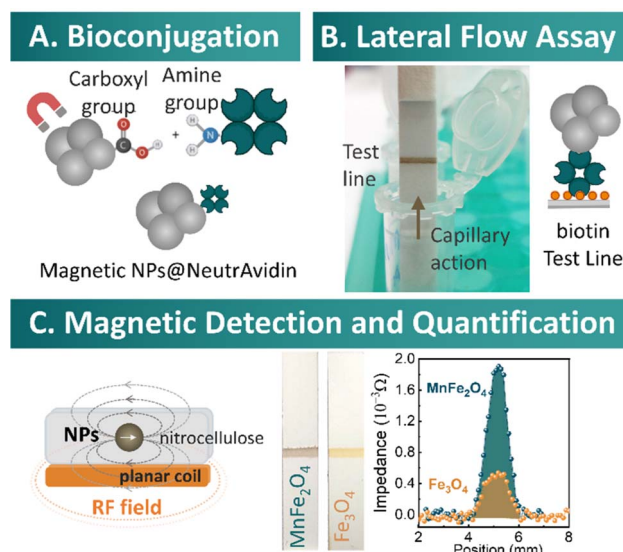 A. Bioconjugation
Carboxyl
group
Amine
group
O
C
O
H
+
H
N
H
Magnetic NPs@NeutrAvidin
B. Lateral Flow Assay
Test
line
Capillary
action
biotin
Test Line
C. Magnetic Detection and Quantification
NPs
nitrocellulose
planar coil
RF field
MnFe₂O₄
Fe₃O₄
Impedance (10⁻³Ω)
2.0
1.6
1.2
0.8
0.4
0.0
MnFe₂O₄
Fe₃O₄
2
4
6
8
Position (mm)